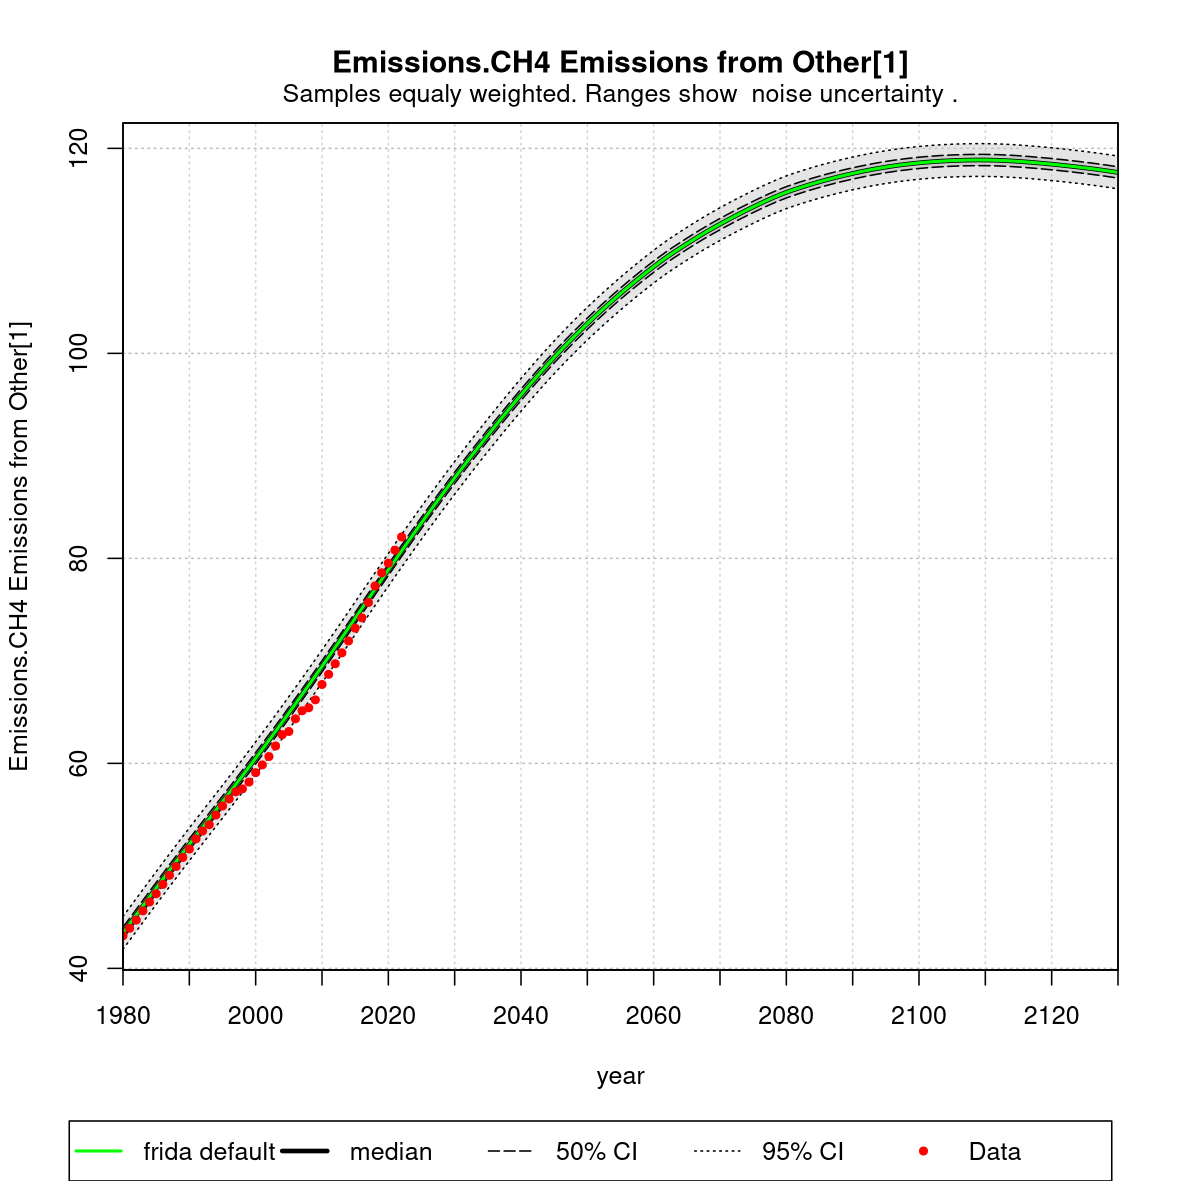 Emissions.CH4 Emissions from Other[1]
Samples equaly weighted. Ranges show  noise uncertainty .
Emissions.CH4 Emissions from Other[1]
120
100
80
60
40
1980 2000 2020 2040 2060 2080 2100 2120
year
frida default median 50% CI 95% CI Data